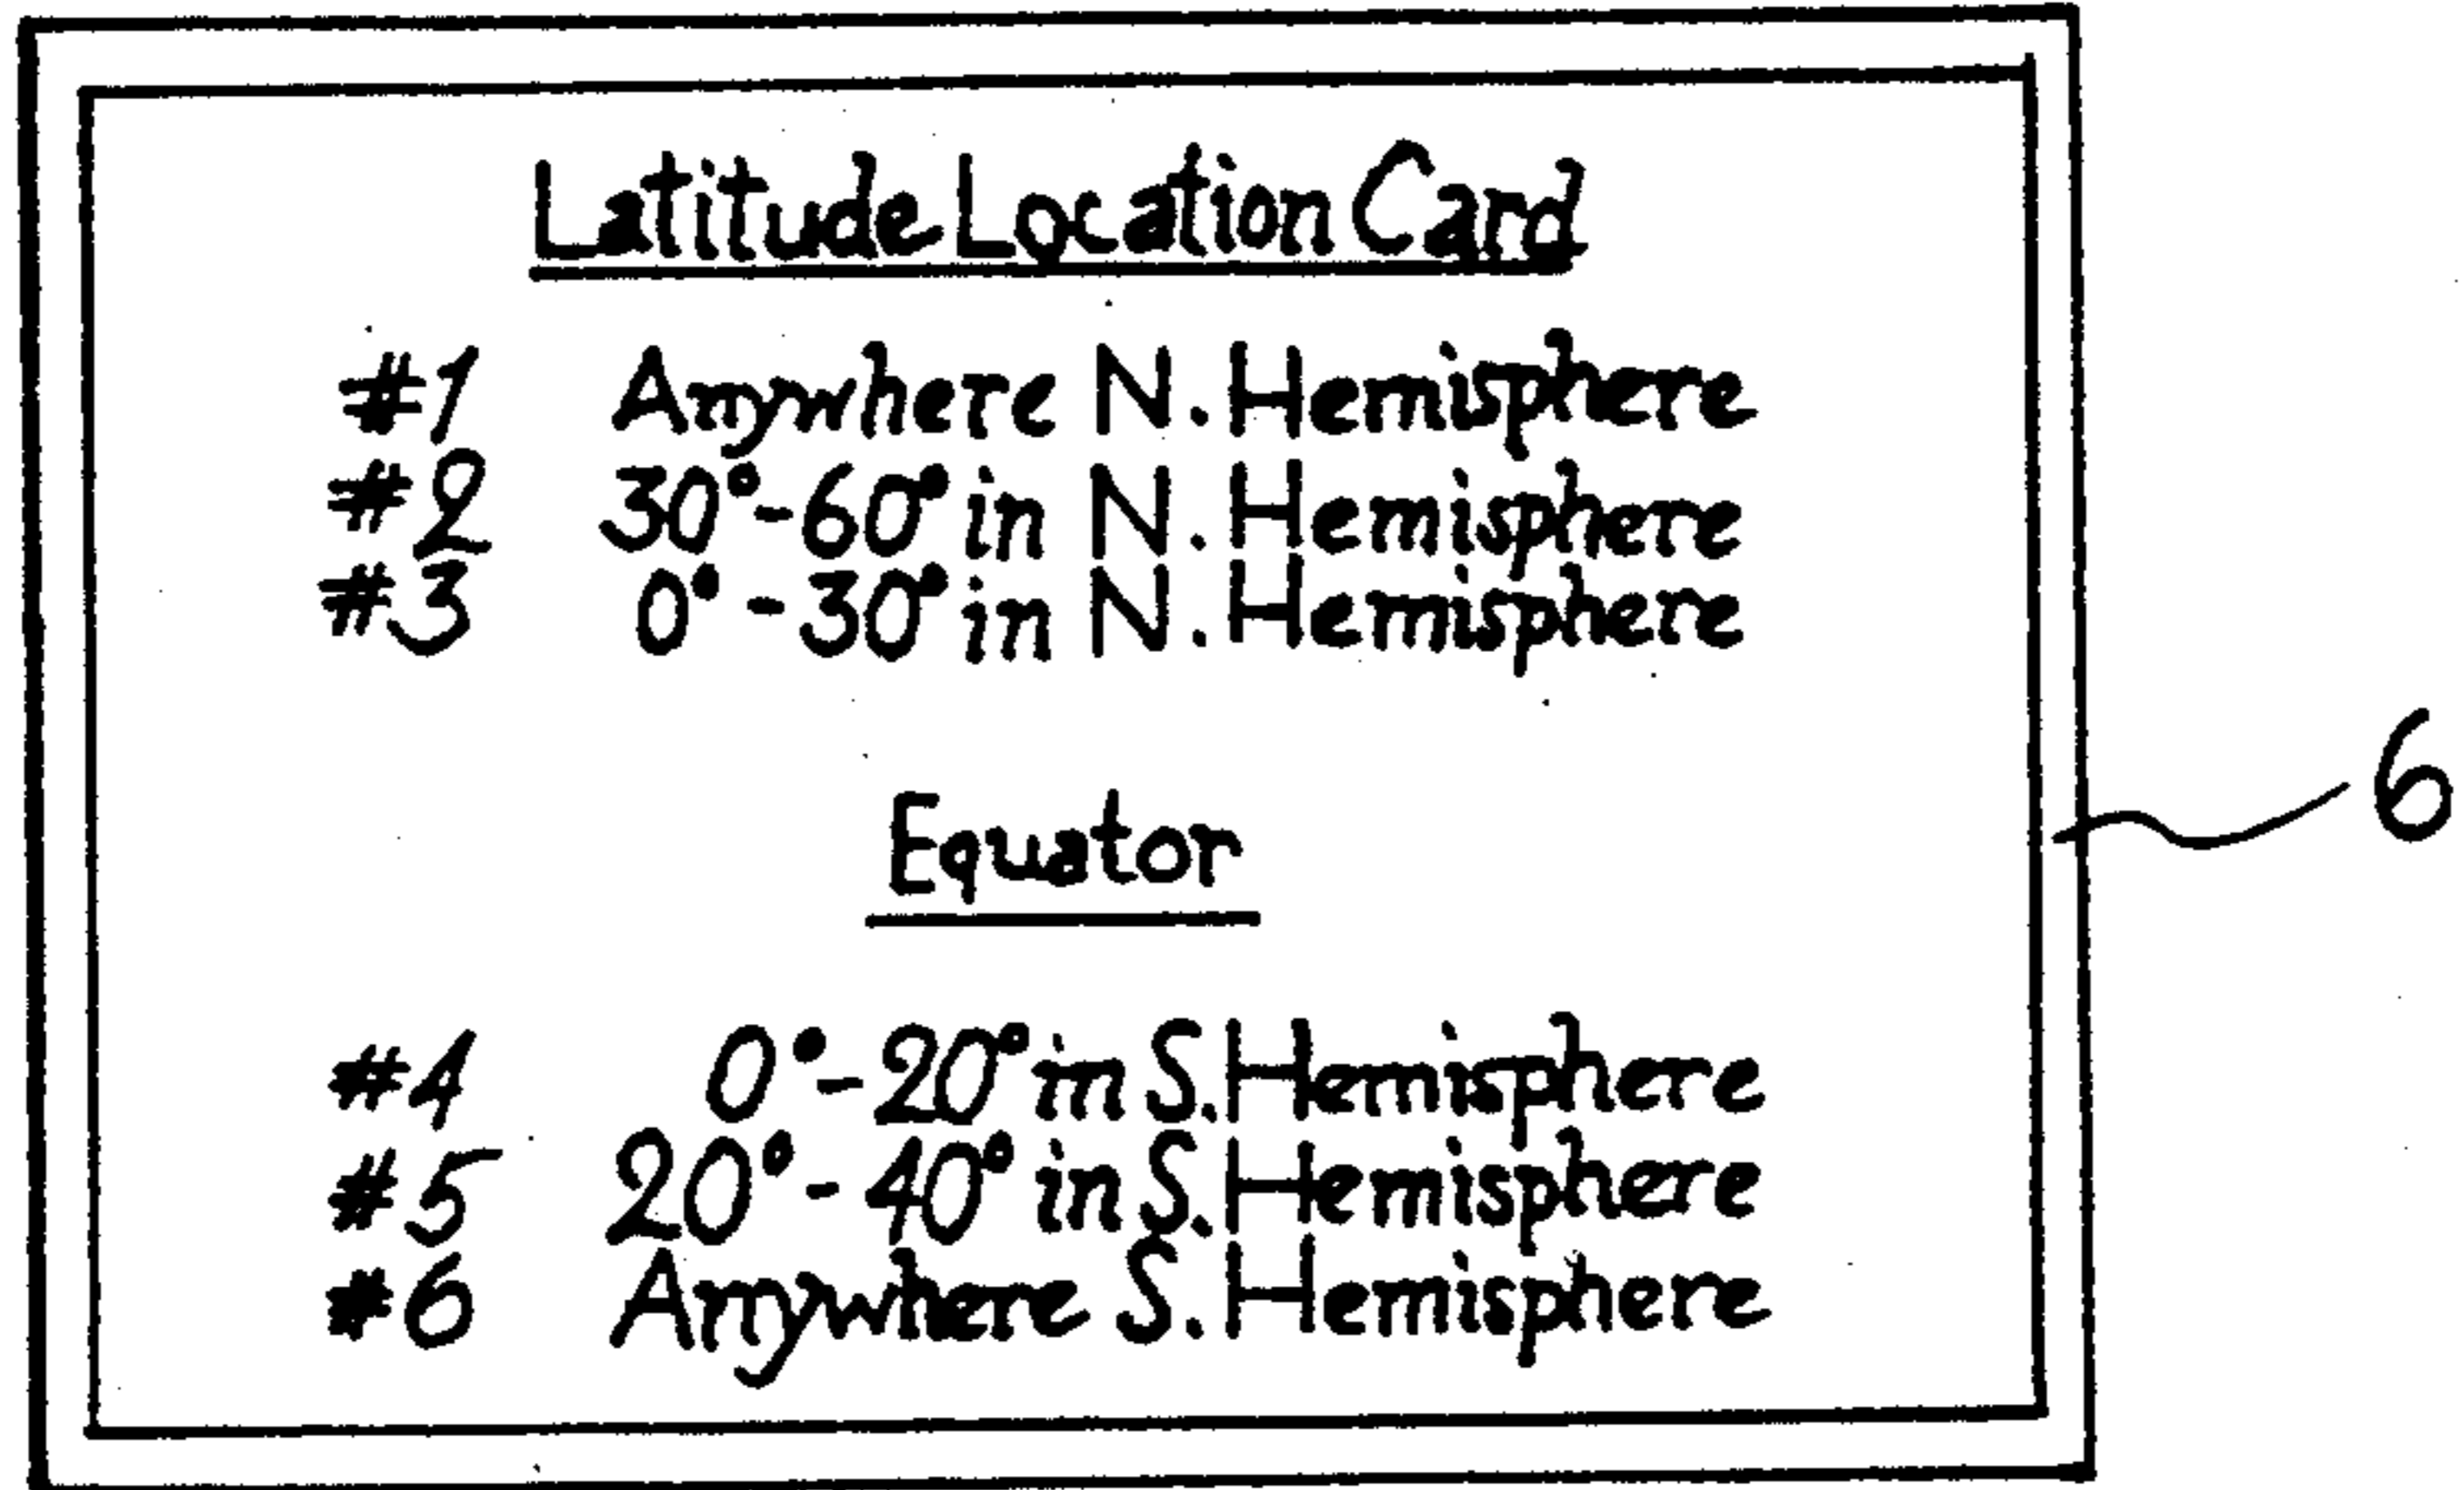 Latitude Location Card
#1 Anywhere N. Hemisphere
#2 30°-60° in N. Hemisphere
#3 0°-30° in N. Hemisphere
6
Equator
#4 0°-20° in S. Hemisphere
#5 20°-40° in S. Hemisphere
#6 Anywhere S. Hemisphere